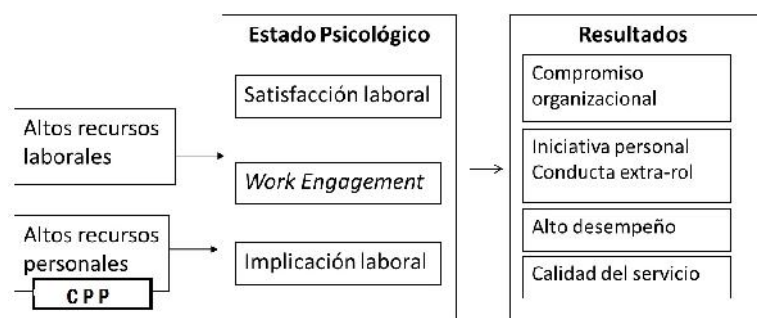 Estado Psicológico
Resultados
Altos recursos
laborales
Altos recursos
personales
CPP
Satisfacción laboral
Work Engagement
Implicación laboral
Compromiso
organizacional
Iniciativa personal
Conducta extra-rol
Alto desempeño
Calidad del servicio